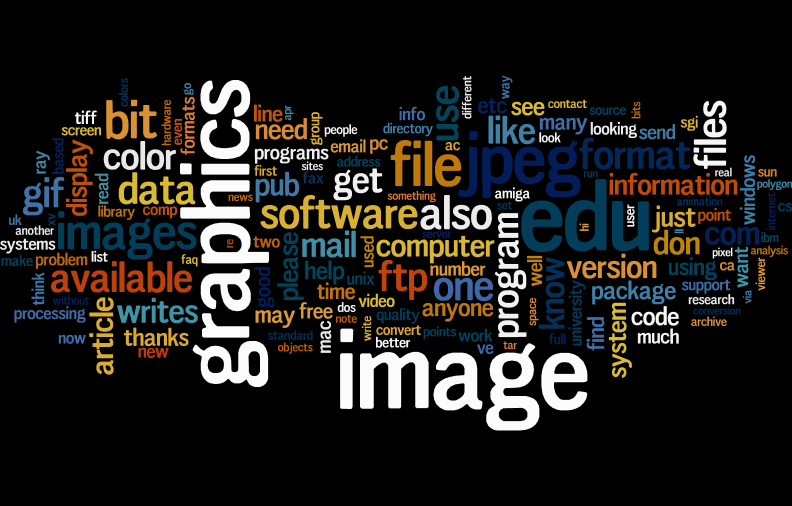 graphics
image
edu
jpeg
file
software
also
images
available
bit
color
data
display
gif
ray
tiff
screen
based
colors
hardware
even
formats
go
read
library
comp
uk
another
systems
xv
make
problem
list
faq
think
without
processing
now
article
writes
thanks
new
re
line
apr
group
need
people
programs
sites
first
pub
fax
news
email
pc
address
get
info
directory
use
ac
different
etc
way
see
contact
like
look
many
source
bits
looking
send
sgi
files
format
run
real
information
something
amiga
set
two
please
mail
used
computer
server
good
help
unix
ftp
number
one
time
video
may
free
dos
note
mac
write
quality
convert
better
anyone
points
work
ve
tar
standard
objects
program
space
well
know
university
full
hi
user
just
point
animation
don
com
pixel
windows
sun
polygon
internet
cs
ibm
analysis
viewer
via
want
ca
using
version
package
support
research
conversion
archive
find
system
code
much